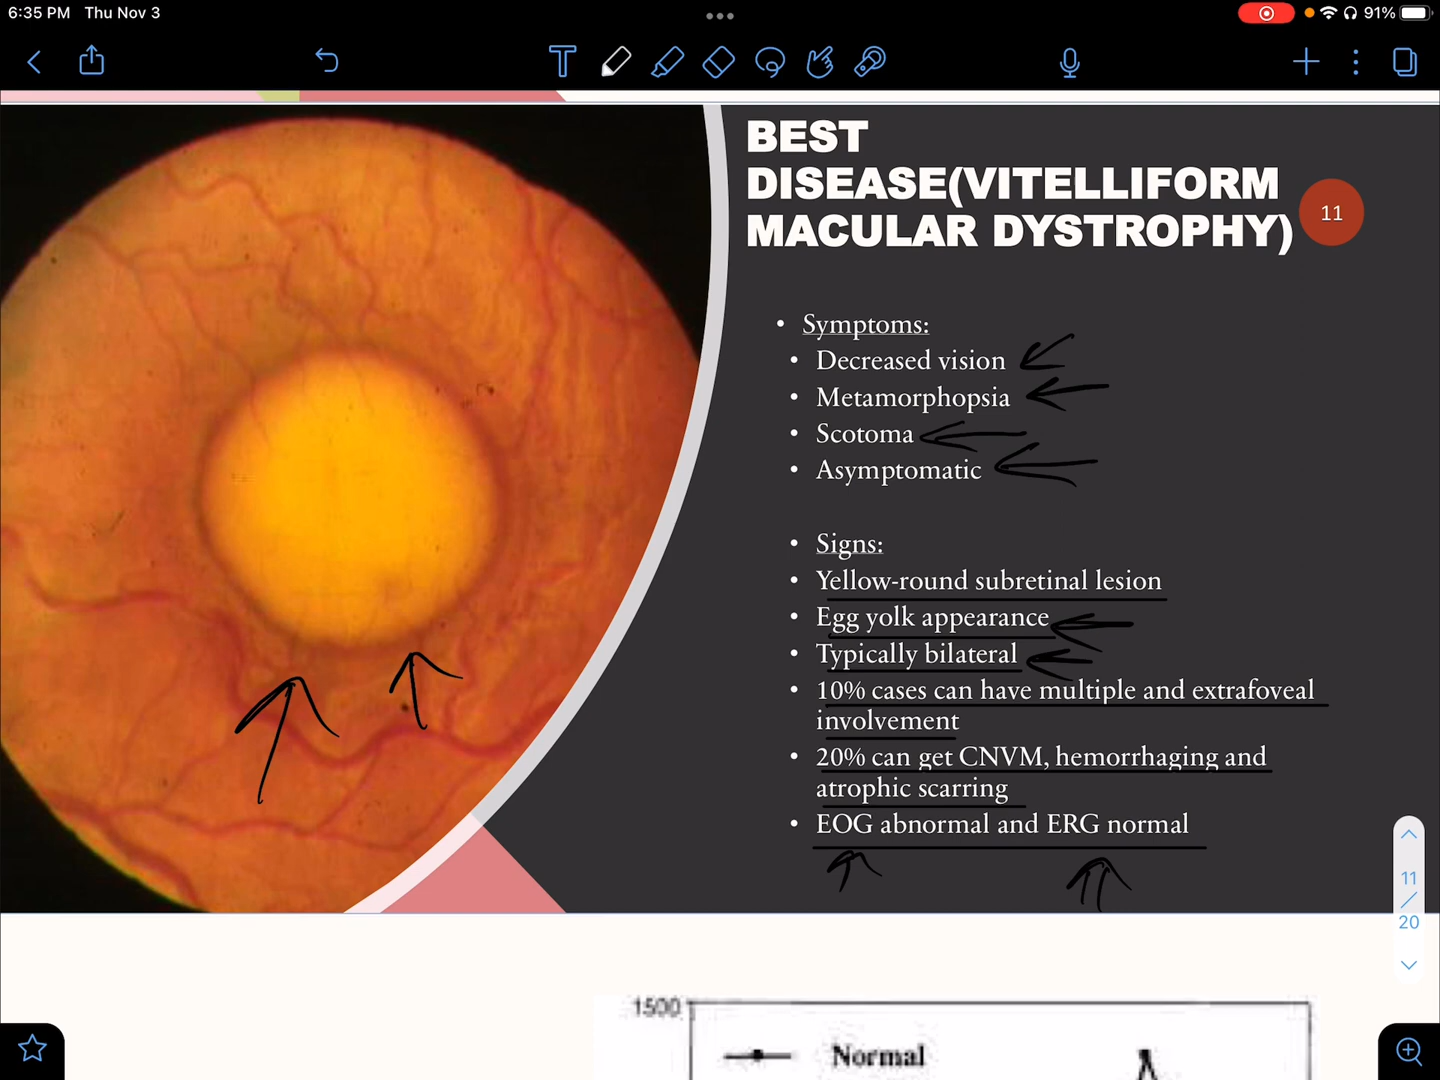 6:35 PM Thu Nov 3
91%
BEST
DISEASE(VITELLIFORM
MACULAR DYSTROPHY)
11
• Symptoms:
• Decreased vision
• Metamorphopsia
• Scotoma
• Asymptomatic
• Signs:
• Yellow-round subretinal lesion
• Egg yolk appearance
• Typically bilateral
• 10% cases can have multiple and extrafoveal
involvement
• 20% can get CNVM, hemorrhaging and
atrophic scarring
• EOG abnormal and ERG normal
11
/
20
1500
Normal